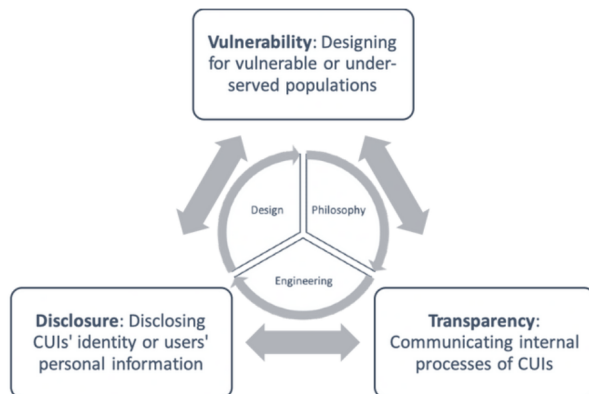 Vulnerability: Designing
for vulnerable or under-
served populations
Design
Philosophy
Engineering
Disclosure: Disclosing
CUIs' identity or users'
personal information
Transparency:
Communicating internal
processes of CUIs